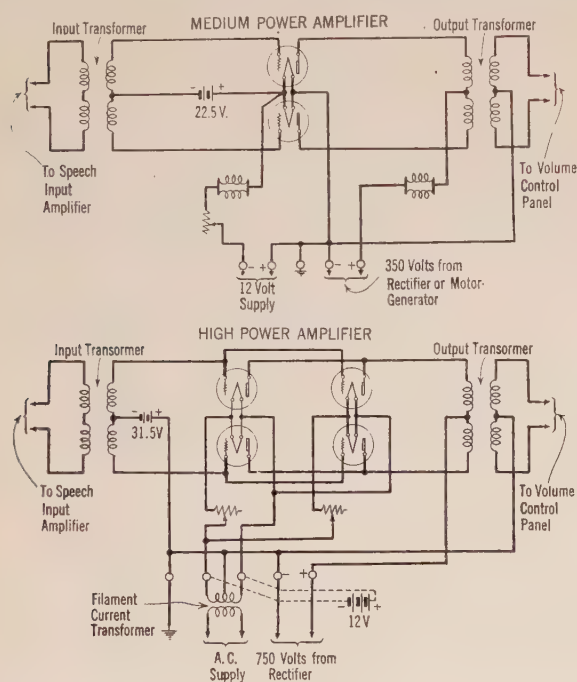 MEDIUM POWER AMPLIFIER
Input Transformer
Output Transformer
- +
22.5 V.
To Speech
Input
Amplifier
To Volume
Control
Panel
- +
- +
12 Volt
Supply
350 Volts from
Rectifier or Motor-
Generator
HIGH POWER AMPLIFIER
Input Transormer
Output Transormer
- +
31.5V
To Speech
Input
Amplifier
To Volume
Control
Panel
- +
Filament
Current
Transformer
- +
12 V
A.C.
Supply
750 Volts from
Rectifier